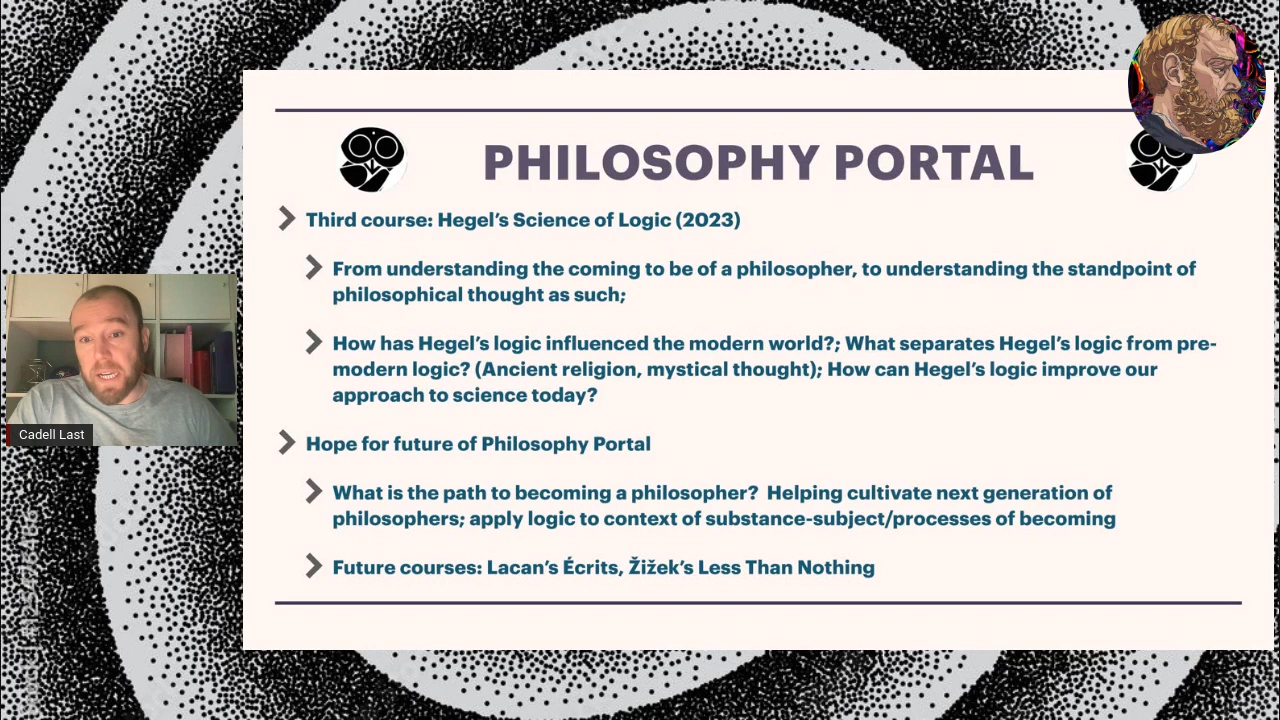 PHILOSOPHY PORTAL
Third course: Hegel's Science of Logic (2023)
From understanding the coming to be of a philosopher, to understanding the standpoint of
philosophical thought as such;
How has Hegel's logic influenced the modern world?; What separates Hegel's logic from pre-
modern logic? (Ancient religion, mystical thought); How can Hegel's logic improve our
approach to science today?
Hope for future of Philosophy Portal
What is the path to becoming a philosopher? Helping cultivate next generation of
philosophers; apply logic to context of substance-subject/processes of becoming
Future courses: Lacan's Écrits, Žižek's Less Than Nothing
Cadell Last